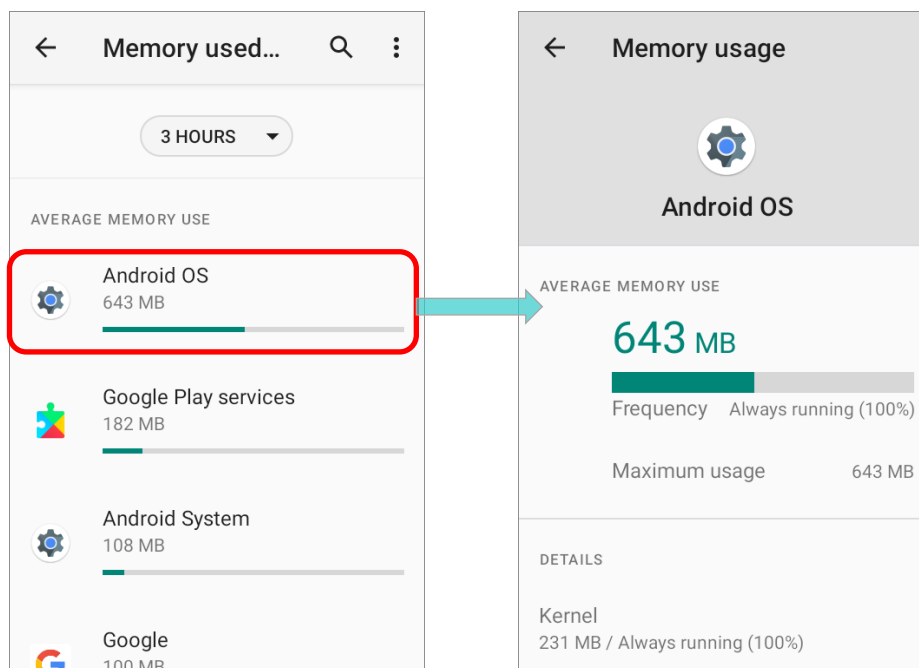 Memory used...
3 HOURS
AVERAGE MEMORY USE
Android OS
643 MB
Google Play services
182 MB
Android System
108 MB
Google
100 MB
Memory usage
Android OS
AVERAGE MEMORY USE
643 MB
Frequency Always running (100%)
Maximum usage 643 MB
DETAILS
Kernel
231 MB / Always running (100%)